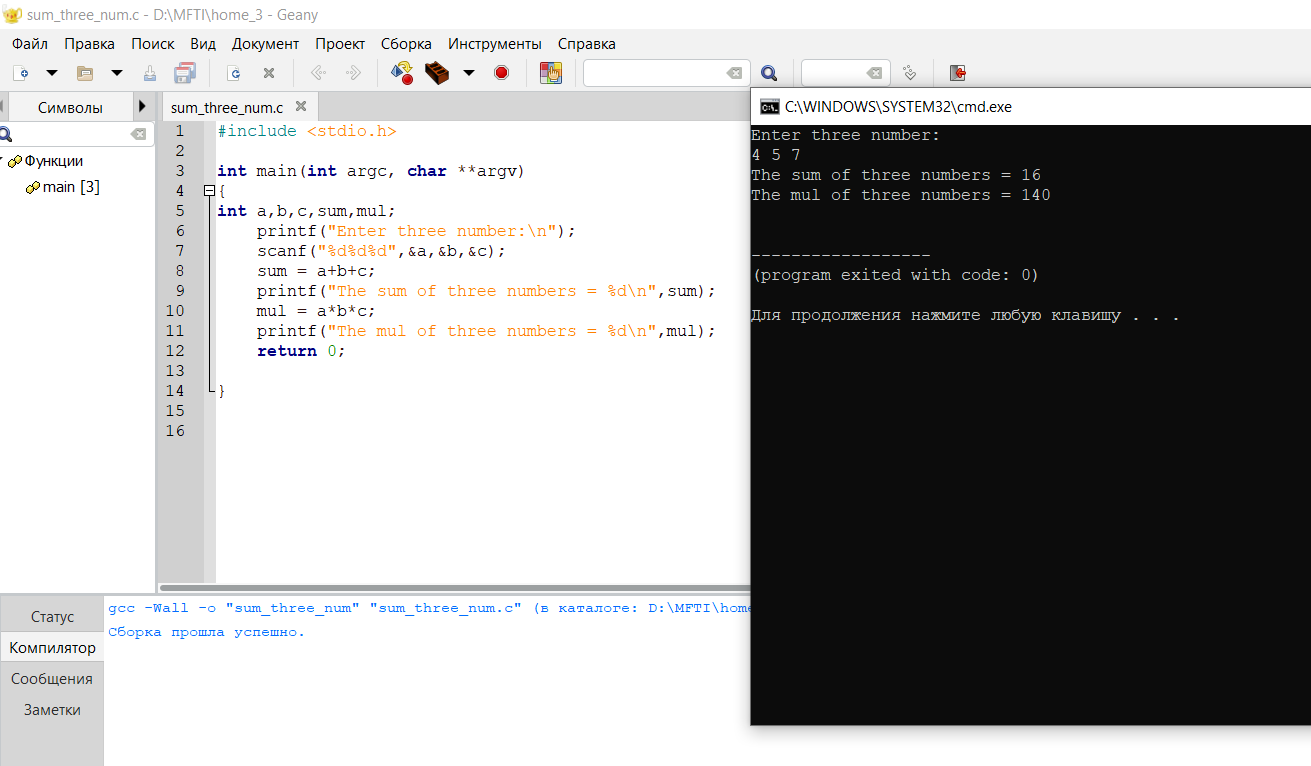 sum_three_num.c - D:\MFTI\home_3 - Geany
Файл Правка Поиск Вид Документ Проект Сборка Инструменты Справка
Символы
Функции
main [3]
sum_three_num.c
1 #include <stdio.h>
2
3 int main(int argc, char **argv)
4 {
5 int a,b,c,sum,mul;
6     printf("Enter three number:\n");
7     scanf("%d%d%d",&a,&b,&c);
8     sum = a+b+c;
9     printf("The sum of three numbers = %d\n",sum);
10     mul = a*b*c;
11     printf("The mul of three numbers = %d\n",mul);
12     return 0;
13
14 }
15
16
C:\WINDOWS\SYSTEM32\cmd.exe
Enter three number:
4 5 7
The sum of three numbers = 16
The mul of three numbers = 140
------------------
(program exited with code: 0)
Для продолжения нажмите любую клавишу . . .
Статус
Компилятор
Сообщения
Заметки
gcc -Wall -o "sum_three_num" "sum_three_num.c" (в каталоге: D:\MFTI\home
Сборка прошла успешно.